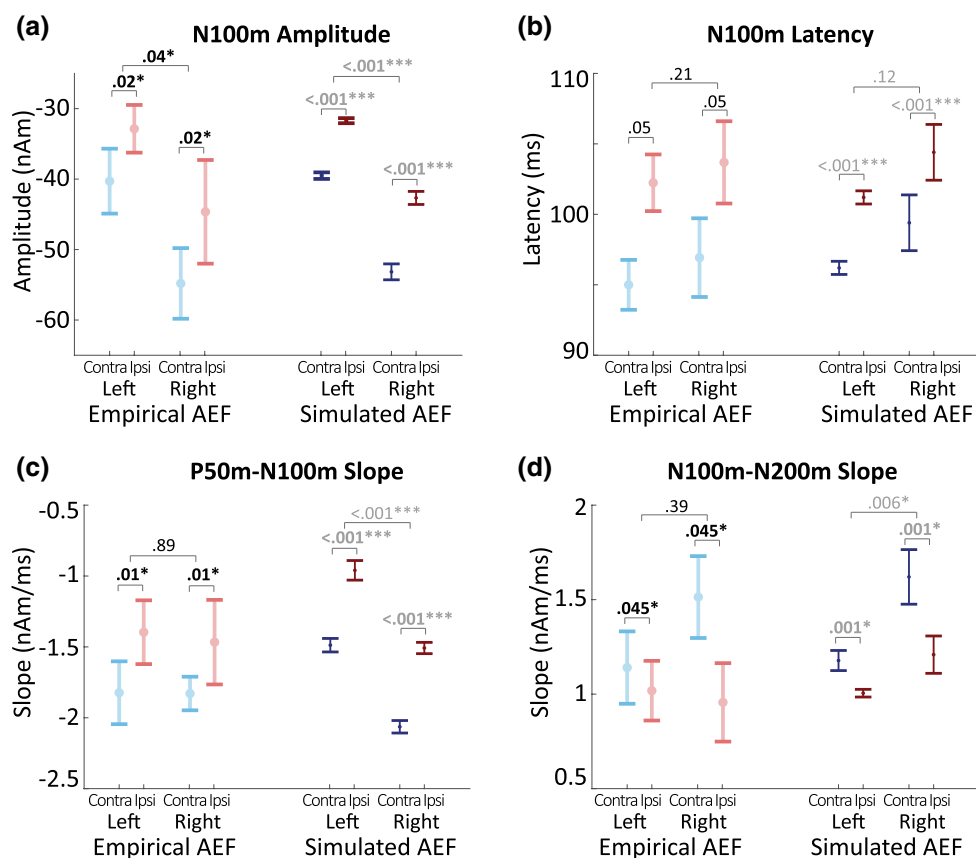 (a)
N100m Amplitude
.04*
<.001***
.02*
<.001***
.02*
<.001***
Amplitude (nAm)
-30
-40
-50
-60
Contra Ipsi Contra Ipsi Contra Ipsi Contra Ipsi
Left Right Left Right
Empirical AEF Simulated AEF
(b)
N100m Latency
.21
.12
.05
.05
<.001***
<.001***
Latency (ms)
110
100
90
Contra Ipsi Contra Ipsi Contra Ipsi Contra Ipsi
Left Right Left Right
Empirical AEF Simulated AEF
(c)
P50m-N100m Slope
.89
<.001***
.01*
.01*
<.001***
<.001***
Slope (nAm/ms)
-0.5
-1
-1.5
-2
-2.5
Contra Ipsi Contra Ipsi Contra Ipsi Contra Ipsi
Left Right Left Right
Empirical AEF Simulated AEF
(d)
N100m-N200m Slope
.39
.006*
.045*
.001*
.045*
.001*
Slope (nAm/ms)
2
1.5
1
0.5
Contra Ipsi Contra Ipsi Contra Ipsi Contra Ipsi
Left Right Left Right
Empirical AEF Simulated AEF